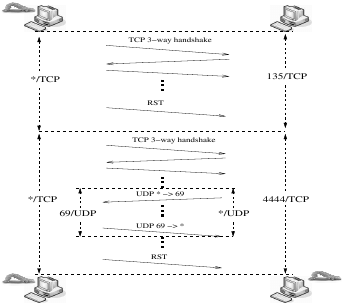 TCP 3-way handshake
*/TCP
135/TCP
RST
TCP 3-way handshake
UDP * -> 69
*/TCP
4444/TCP
69/UDP
*/UDP
UDP 69 -> *
RST